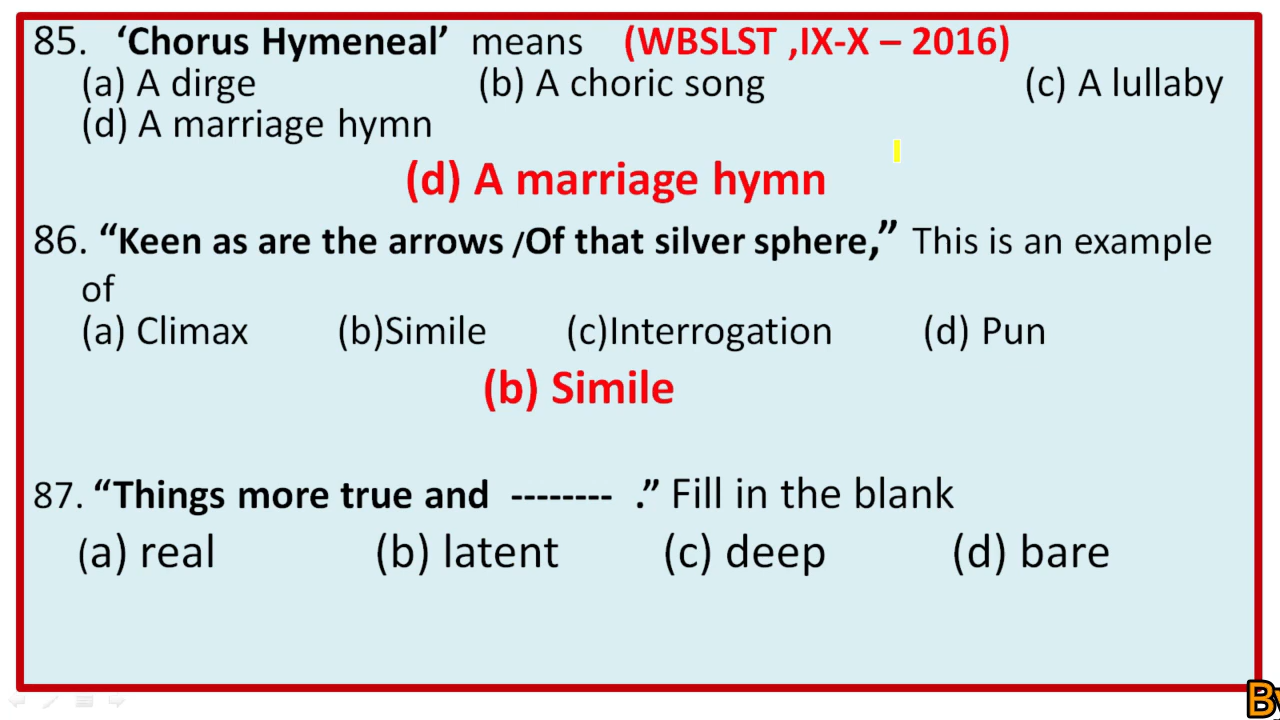 85. ‘Chorus Hymeneal’ means (WBSLST ,IX-X – 2016)
(a) A dirge (b) A choric song (c) A lullaby
(d) A marriage hymn
(d) A marriage hymn
86. “Keen as are the arrows /Of that silver sphere,” This is an example
of
(a) Climax (b)Simile (c)Interrogation (d) Pun
(b) Simile
87. “Things more true and -------- .” Fill in the blank
(a) real (b) latent (c) deep (d) bare